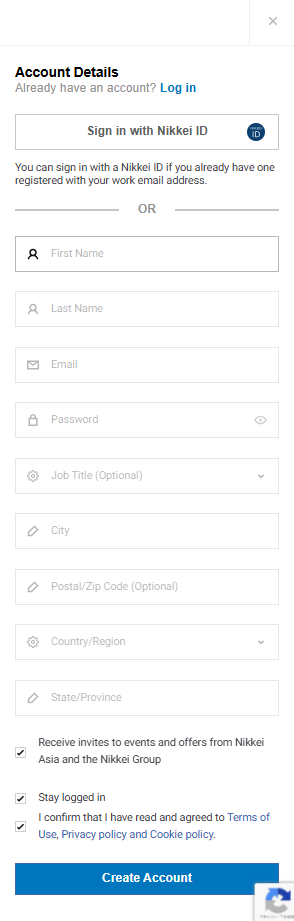 Account Details
Already have an account? Log in
Sign in with Nikkei ID
ID
You can sign in with a Nikkei ID if you already have one
registered with your work email address.
OR
First Name
Last Name
Email
Password
Job Title (Optional)
City
Postal/Zip Code (Optional)
Country/Region
State/Province
Receive invites to events and offers from Nikkei
Asia and the Nikkei Group
Stay logged in
I confirm that I have read and agreed to Terms of
Use, Privacy policy and Cookie policy.
Create Account